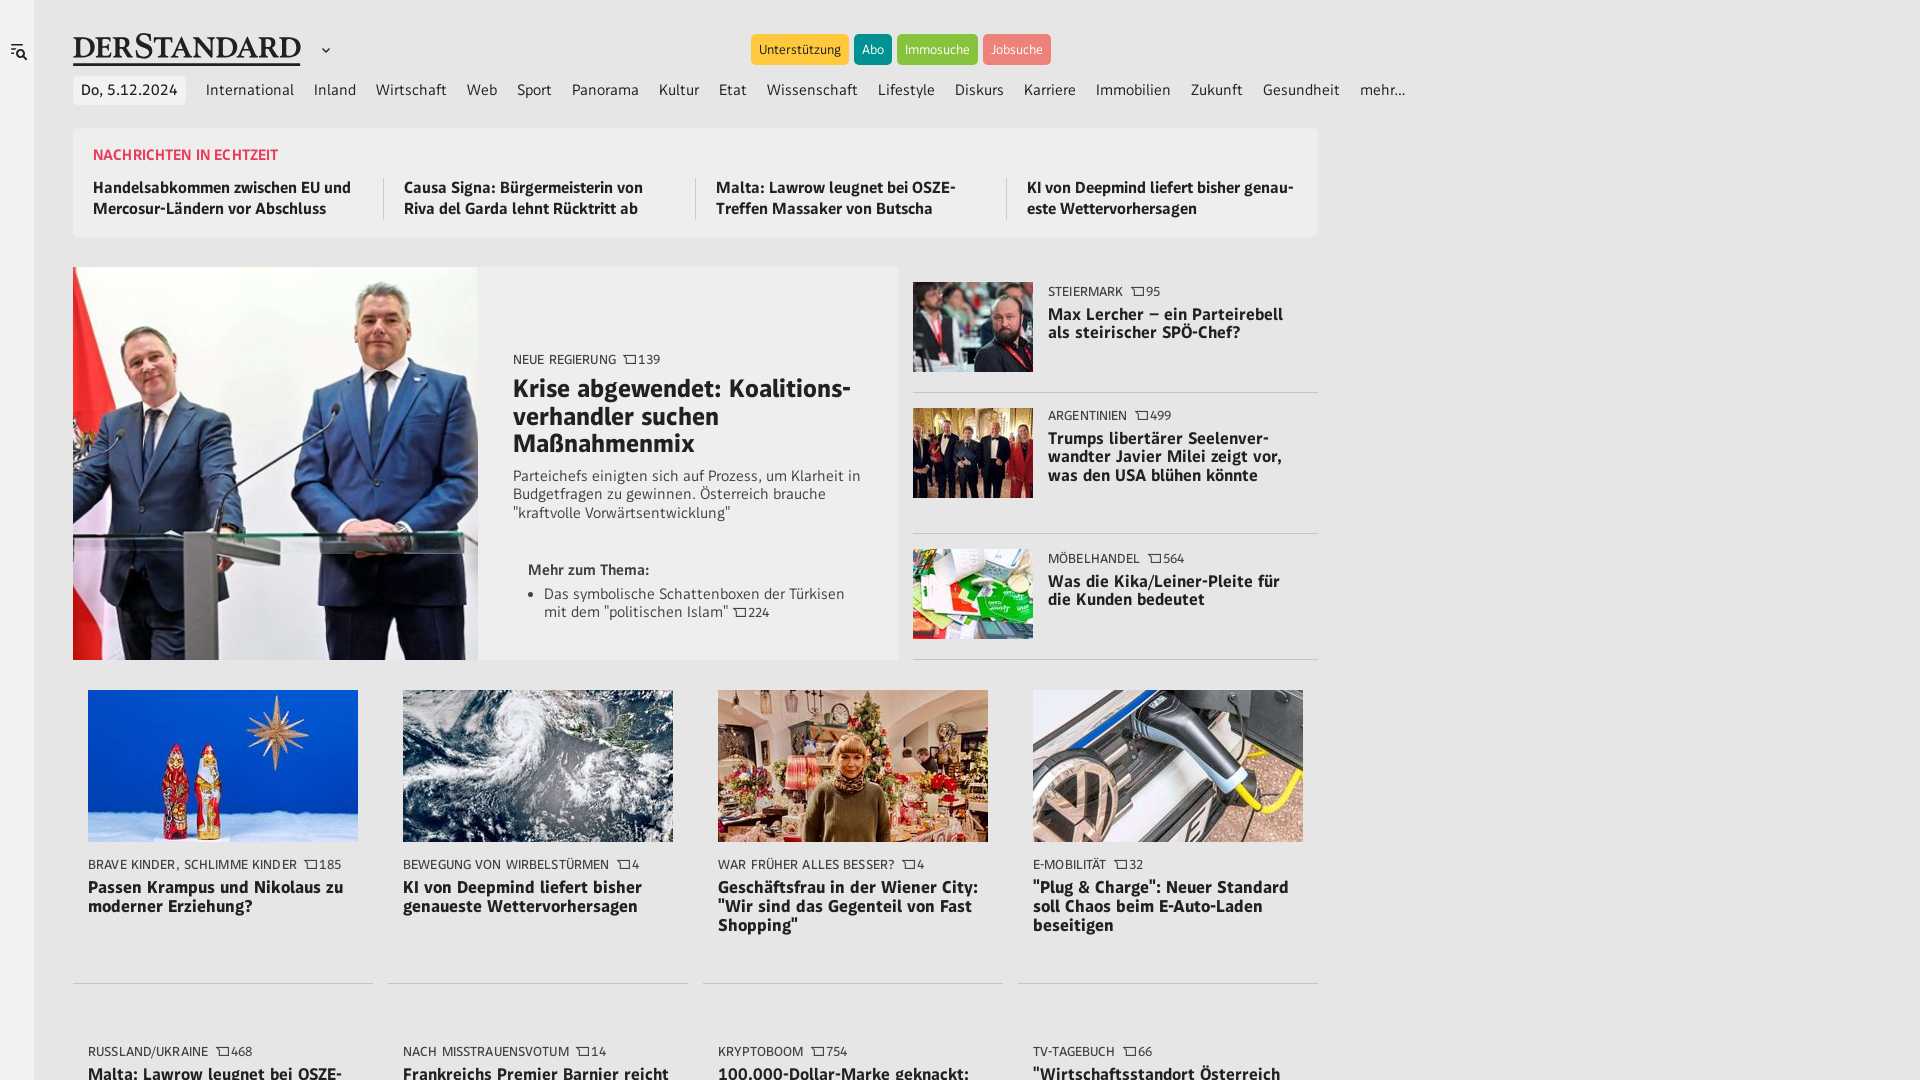 DERSTANDARD
Unterstützung
Abo
Immosuche
Jobsuche
Do, 5.12.2024
International
Inland
Wirtschaft
Web
Sport
Panorama
Kultur
Etat
Wissenschaft
Lifestyle
Diskurs
Karriere
Immobilien
Zukunft
Gesundheit
mehr...
NACHRICHTEN IN ECHTZEIT
Handelsabkommen zwischen EU und
Mercosur-Ländern vor Abschluss
Causa Signa: Bürgermeisterin von
Riva del Garda lehnt Rücktritt ab
Malta: Lawrow leugnet bei OSZE-
Treffen Massaker von Butscha
KI von Deepmind liefert bisher genau-
este Wettervorhersagen
NEUE REGIERUNG 139
Krise abgewendet: Koalitions-
verhandler suchen
Maßnahmenmix
Parteichefs einigten sich auf Prozess, um Klarheit in
Budgetfragen zu gewinnen. Österreich brauche
"kraftvolle Vorwärtsentwicklung"
Mehr zum Thema:
Das symbolische Schattenboxen der Türkisen
mit dem "politischen Islam" 224
STEIERMARK 95
Max Lercher – ein Parteirebell
als steirischer SPÖ-Chef?
ARGENTINIEN 499
Trumps libertärer Seelenver-
wandter Javier Milei zeigt vor,
was den USA blühen könnte
MÖBELHANDEL 564
Was die Kika/Leiner-Pleite für
die Kunden bedeutet
BRAVE KINDER, SCHLIMME KINDER 185
Passen Krampus und Nikolaus zu
moderner Erziehung?
BEWEGUNG VON WIRBELSTÜRMEN 4
KI von Deepmind liefert bisher
genaueste Wettervorhersagen
WAR FRÜHER ALLES BESSER? 4
Geschäftsfrau in der Wiener City:
"Wir sind das Gegenteil von Fast
Shopping"
E-MOBILITÄT 32
"Plug & Charge": Neuer Standard
soll Chaos beim E-Auto-Laden
beseitigen
RUSSLAND/UKRAINE 468
Malta: Lawrow leugnet bei OSZE-
NACH MISSTRAUENSVOTUM 14
Frankreichs Premier Barnier reicht
KRYPTOBOOM 754
100.000-Dollar-Marke geknackt:
TV-TAGEBUCH 66
"Wirtschaftsstandort Österreich